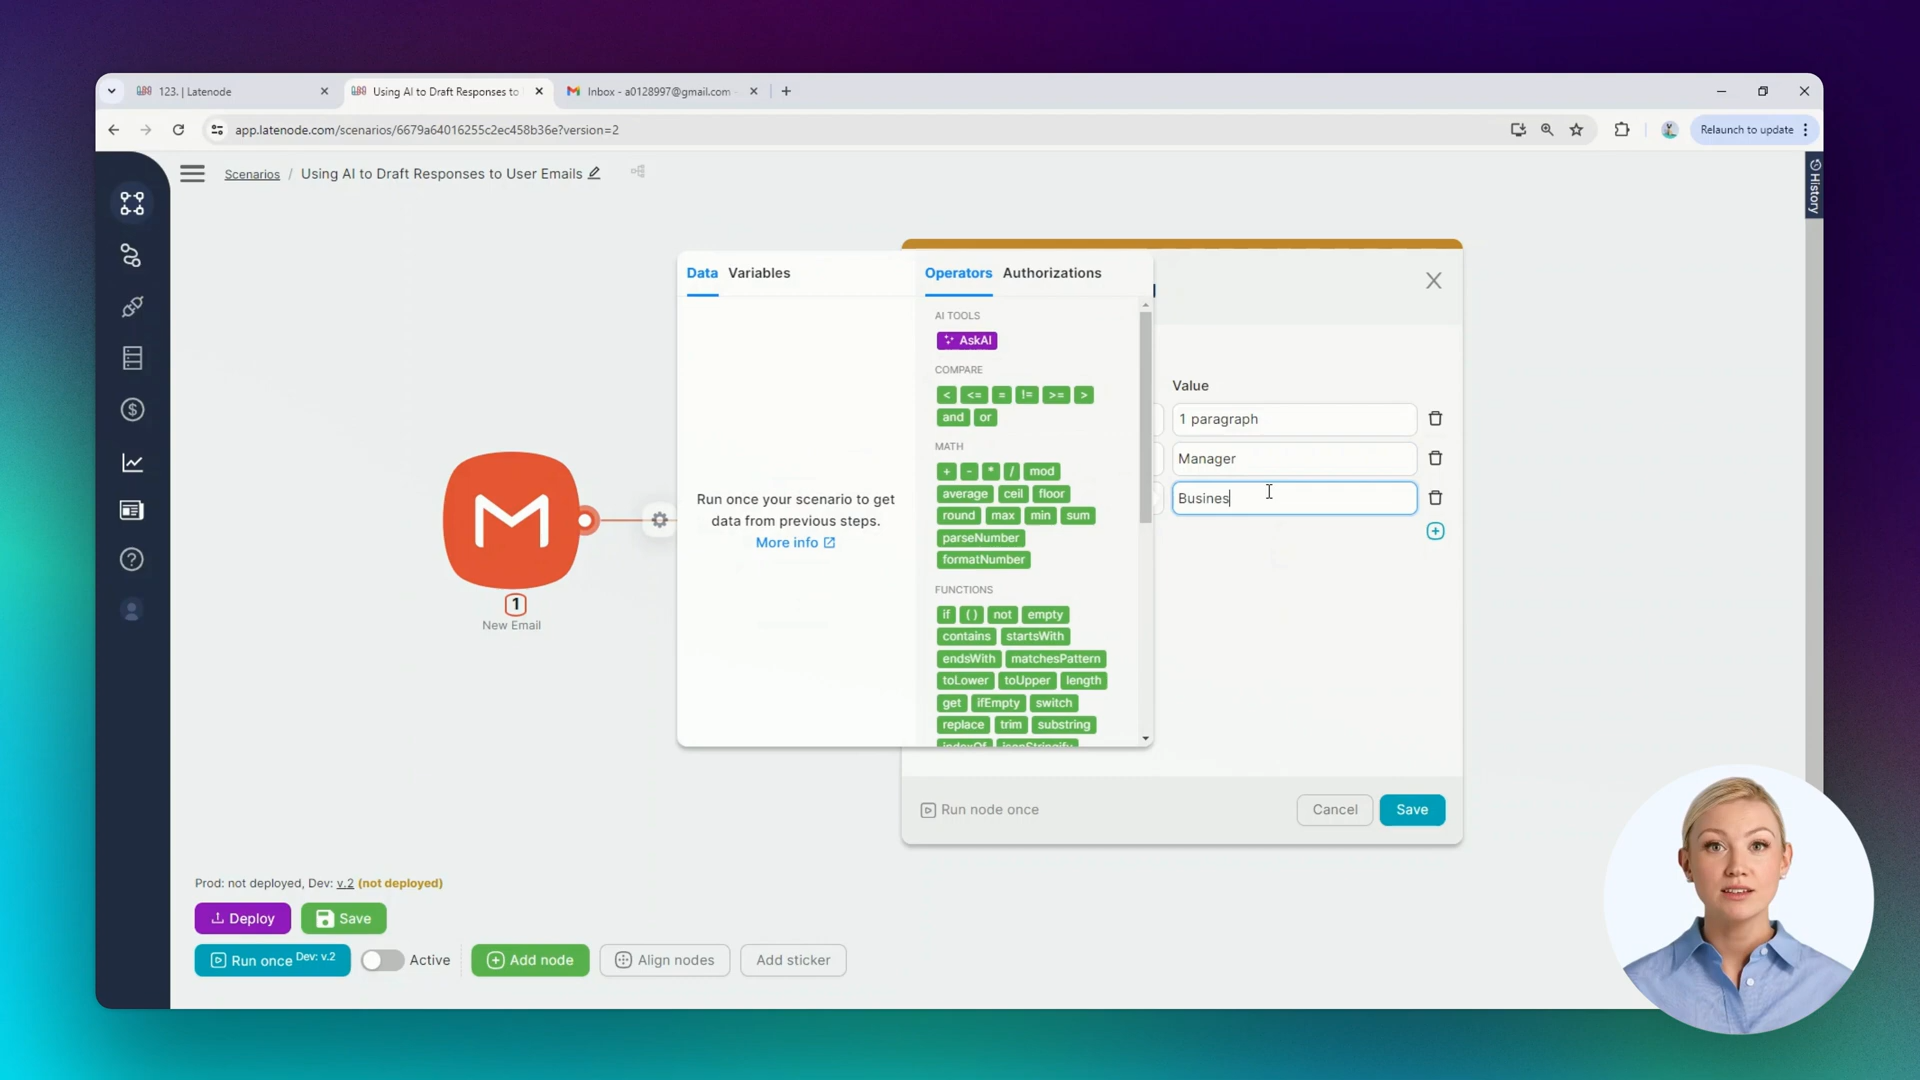 123. | Latenode
Using AI to Draft Responses to
Inbox - a0128997@gmail.com -
app.latenode.com/scenarios/6679a64016255c2ec458b36e?version=2
Relaunch to update
Scenarios / Using AI to Draft Responses to User Emails
History
Data Variables
Operators Authorizations
AI TOOLS
AskAI
COMPARE
< <= = != >= >
and or
MATH
+ - * / mod
average ceil floor
round max min sum
parseNumber
formatNumber
FUNCTIONS
if ( ) not empty
contains startsWith
endsWith matchesPattern
toLower toUpper length
get ifEmpty switch
replace trim substring
indexOf jsonStringify
Run once your scenario to get
data from previous steps.
More info
Value
1 paragraph
Manager
Busines
1
New Email
Run node once
Cancel
Save
Prod: not deployed, Dev: v.2 (not deployed)
Deploy
Save
Run once Dev: v.2
Active
Add node
Align nodes
Add sticker